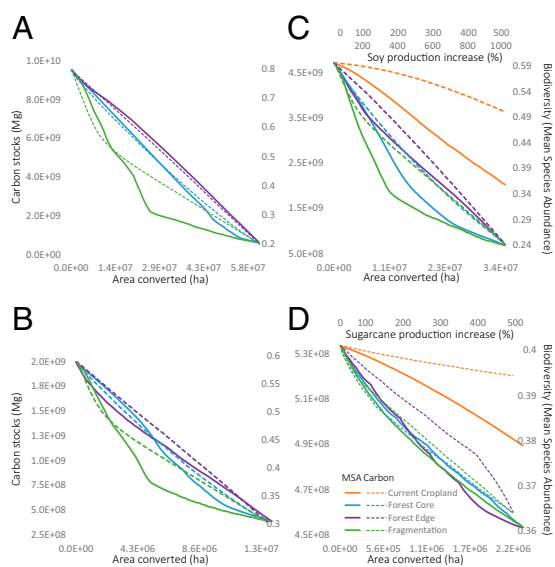 A
1.0E+10
8.0E+09
6.0E+09
4.0E+09
2.0E+09
0.0E+00
Carbon stocks (Mg)
0.8
0.7
0.6
0.5
0.4
0.3
0.2
0.0E+00 1.4E+07 2.9E+07 4.3E+07 5.8E+07
Area converted (ha)
C
0 100 200 300 400 500 (%)
200 400 600 800 1000
Soy production increase (%)
4.5E+09
3.5E+09
2.5E+09
1.5E+09
5.0E+08
0.59
0.54
0.49
0.44
0.39
0.34
0.29
0.24
Biodiversity (Mean Species Abundance)
0.0E+00 1.1E+07 2.3E+07 3.4E+07
Area converted (ha)
B
2.0E+09
1.8E+09
1.5E+09
1.3E+09
1.0E+09
7.5E+08
5.0E+08
2.5E+08
Carbon stocks (Mg)
0.6
0.55
0.5
0.45
0.4
0.35
0.3
0.0E+00 4.3E+06 8.6E+06 1.3E+07
Area converted (ha)
D
0 100 200 300 400 500
Sugarcane production increase (%)
5.3E+08
5.1E+08
4.9E+08
4.7E+08
4.5E+08
0.4
0.39
0.38
0.37
0.36
Biodiversity (Mean Species Abundance)
MSA Carbon
Current Cropland
Forest Core
Forest Edge
Fragmentation
0.0E+00 5.6E+05 1.1E+06 1.7E+06 2.2E+06
Area converted (ha)